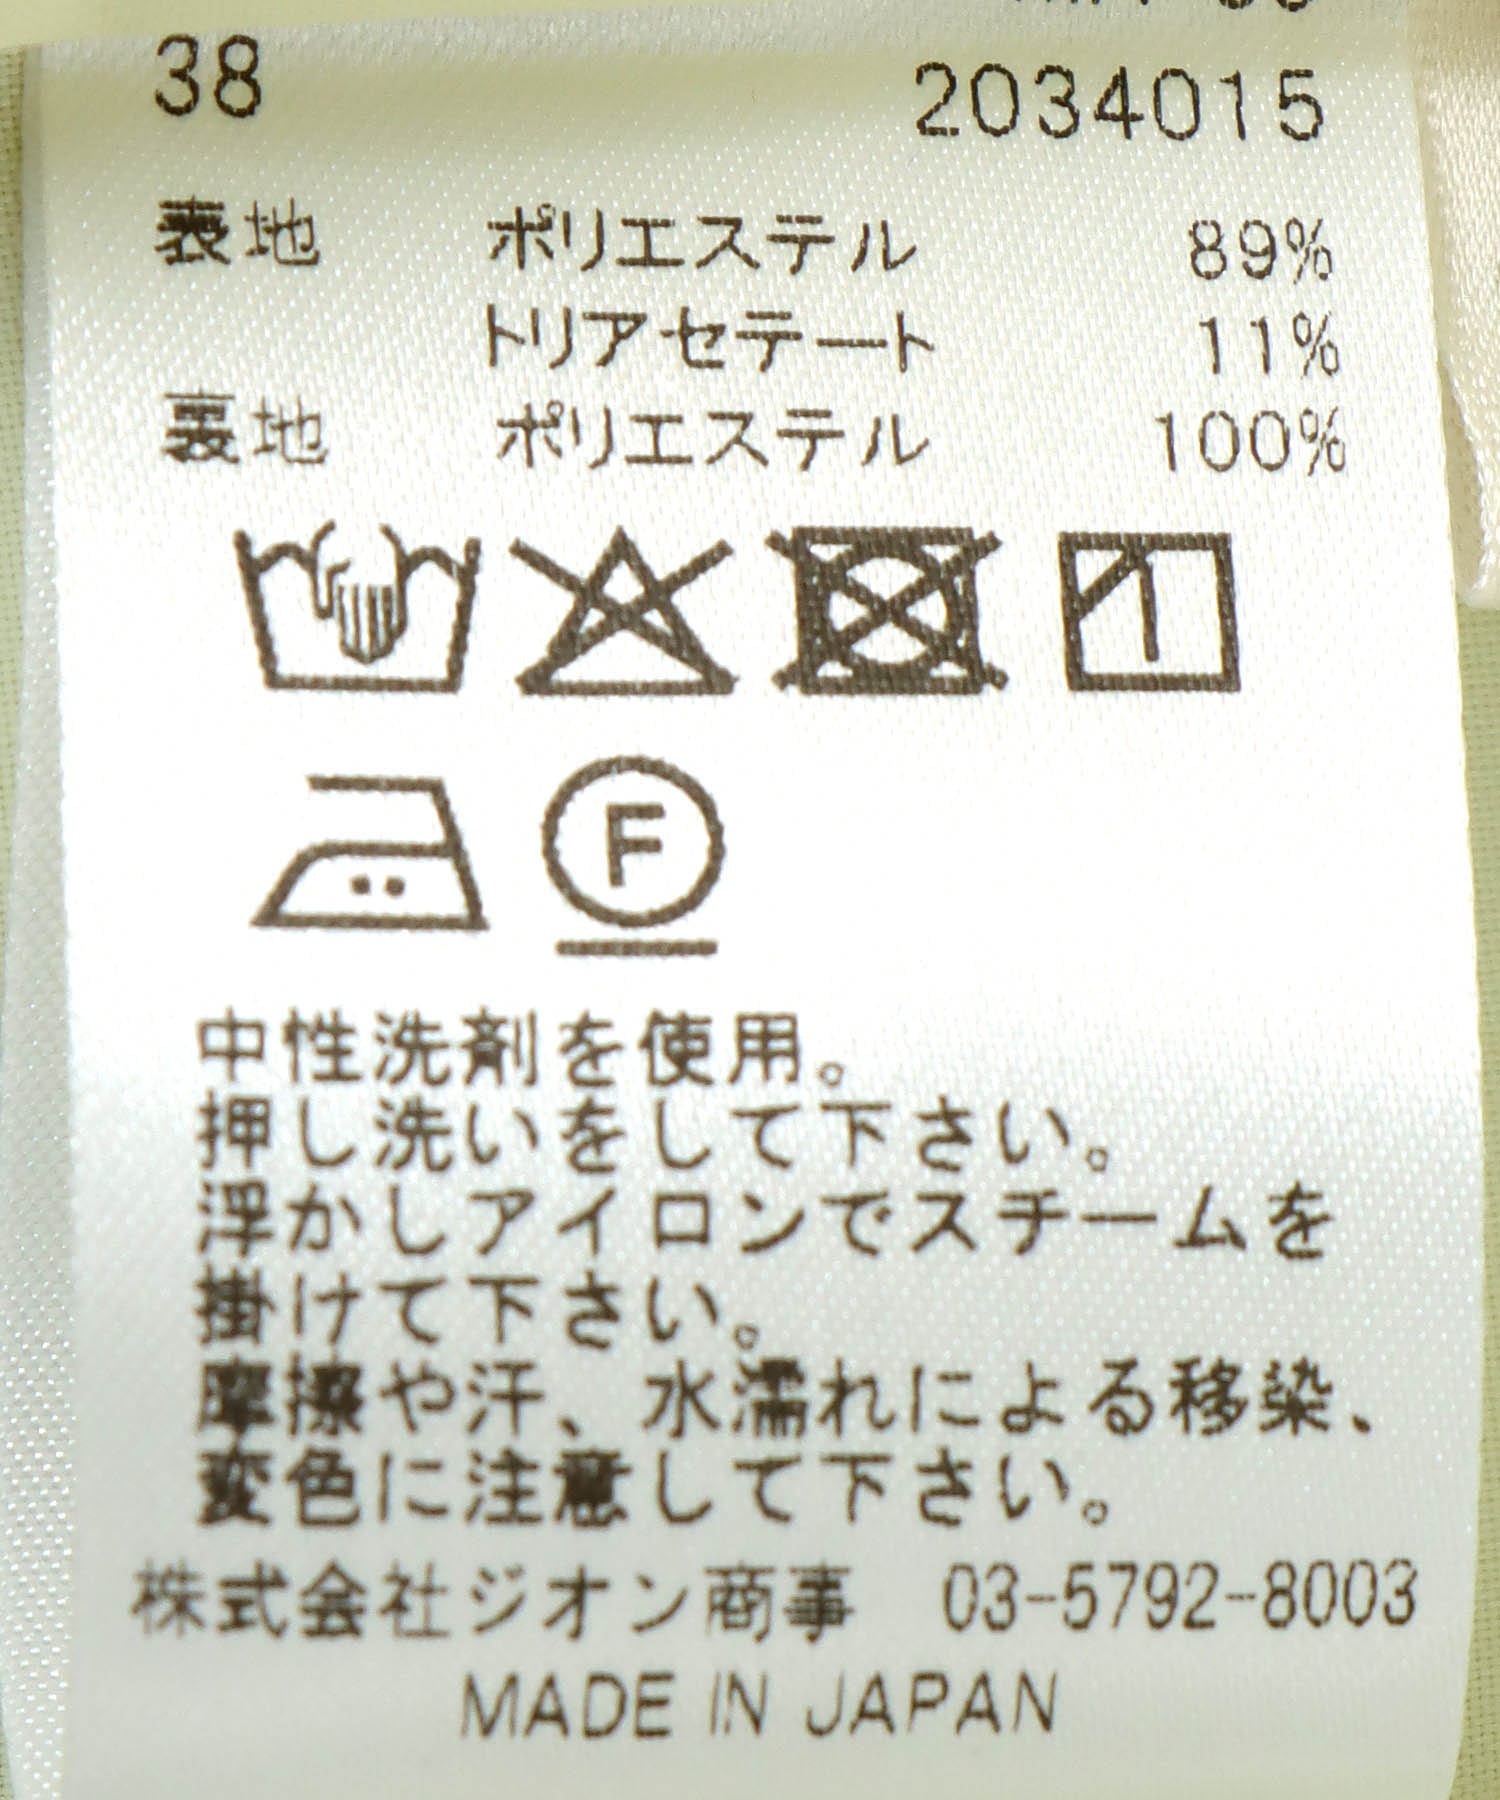 38
2034015
表地 ポリエステル 89%
トリアセテート 11%
裏地 ポリエステル 100%
F
中性洗剤を使用。
押し洗いをして下さい。
浮かしアイロンでスチームを
掛けて下さい。
摩擦や汗、水濡れによる移染、
変色に注意して下さい。
株式会社ジオン商事 03-5792-8003
MADE IN JAPAN